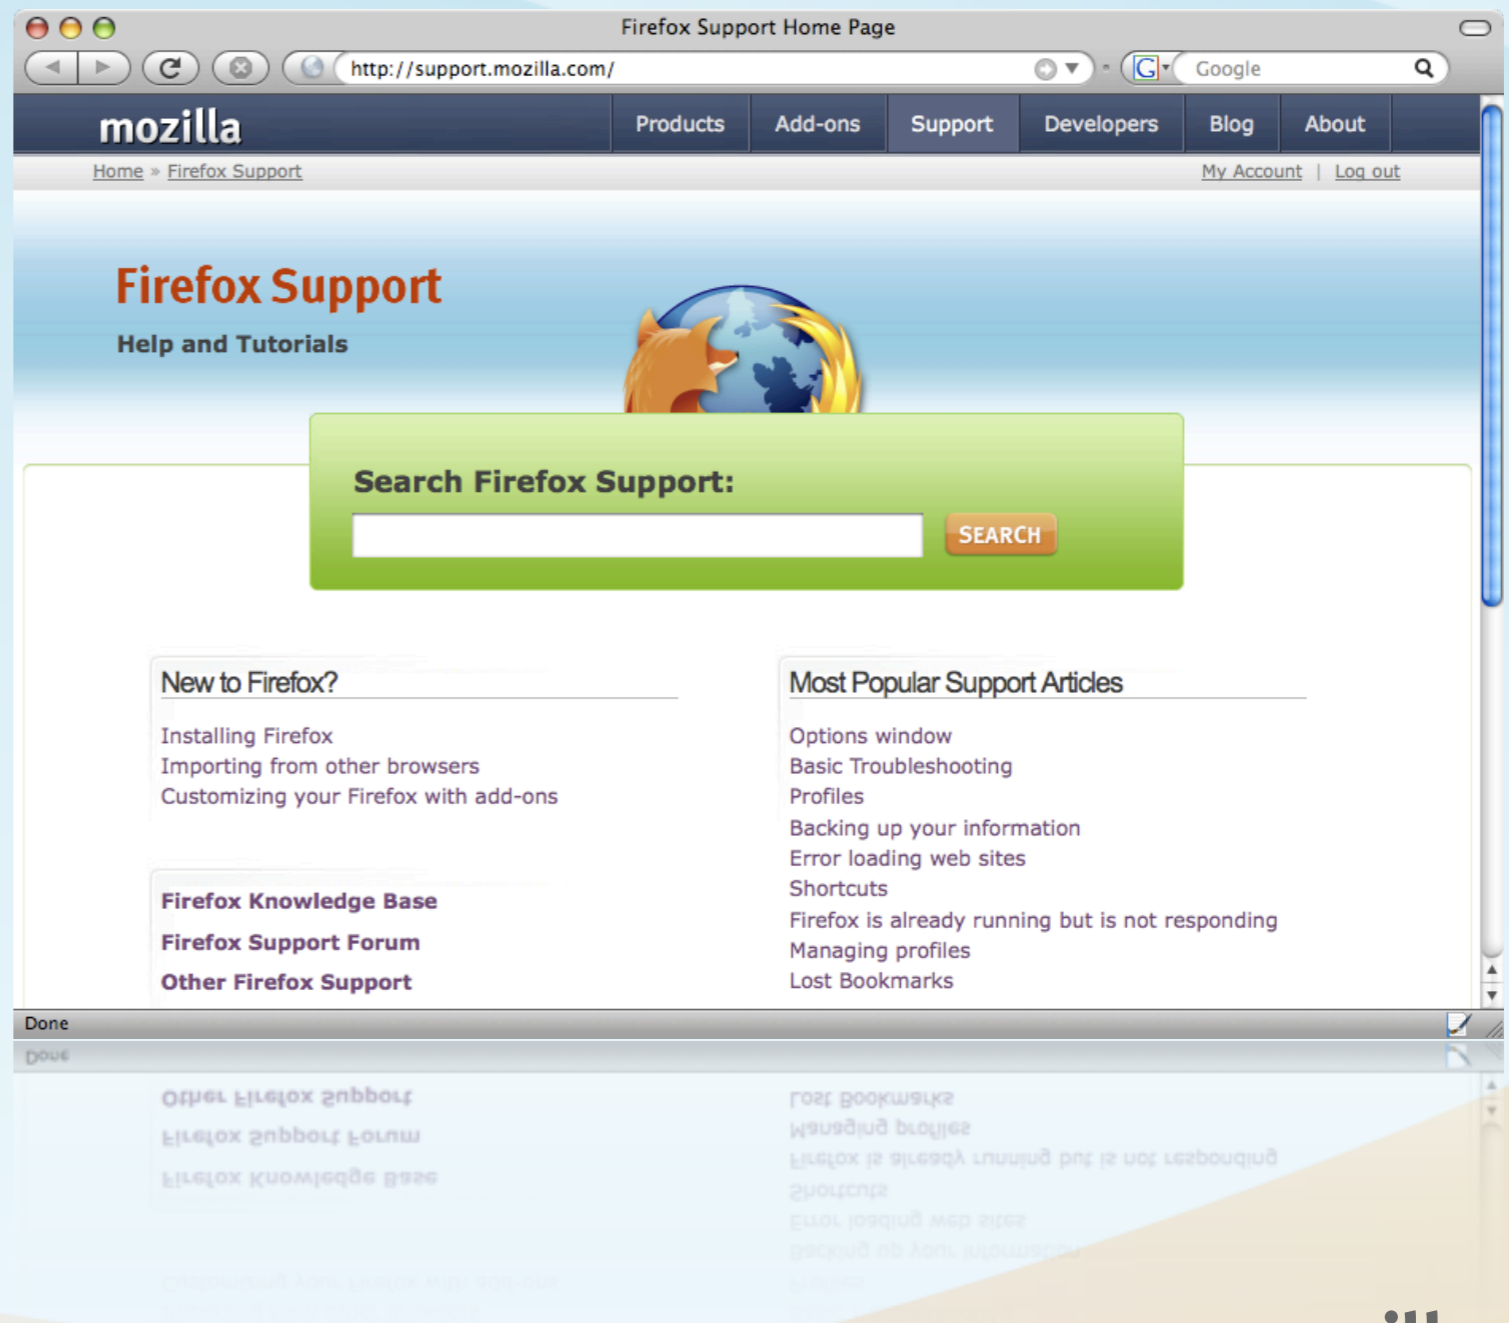 Firefox Support Home Page
http://support.mozilla.com/
G Google
mozilla Products Add-ons Support Developers Blog About
Home » Firefox Support My Account | Log out
Firefox Support
Help and Tutorials
Search Firefox Support:
SEARCH
New to Firefox?
Installing Firefox
Importing from other browsers
Customizing your Firefox with add-ons
Firefox Knowledge Base
Firefox Support Forum
Other Firefox Support
Most Popular Support Articles
Options window
Basic Troubleshooting
Profiles
Backing up your information
Error loading web sites
Shortcuts
Firefox is already running but is not responding
Managing profiles
Lost Bookmarks
Done